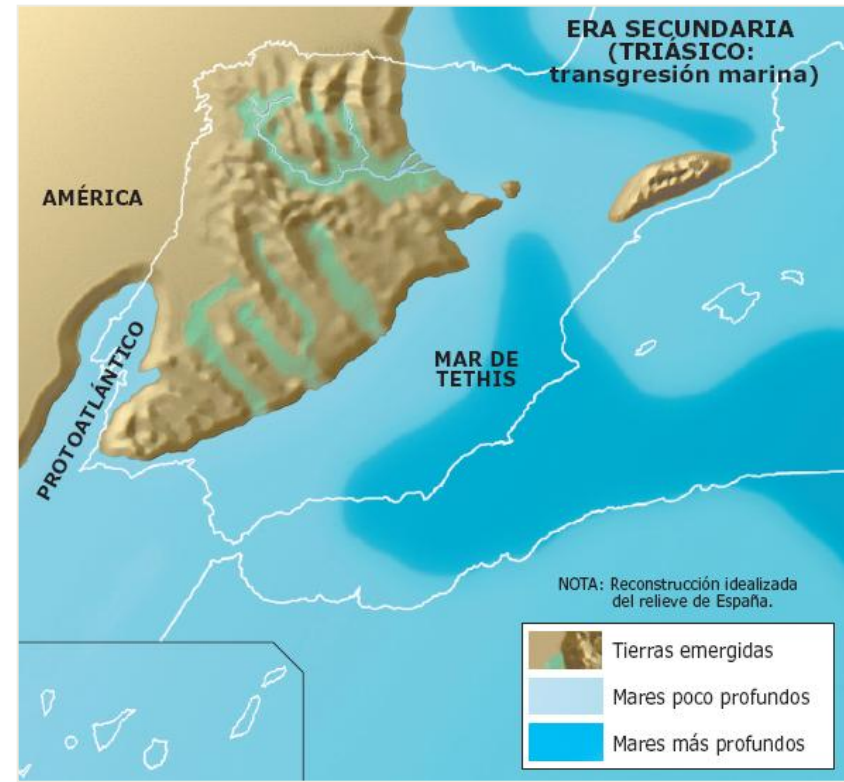 ERA SECUNDARIA
(TRIÁSICO:
transgresión marina)
AMÉRICA
PROTOATLÁNTICO
MAR DE
TETHIS
NOTA: Reconstrucción idealizada
del relieve de España.
Tierras emergidas
Mares poco profundos
Mares más profundos